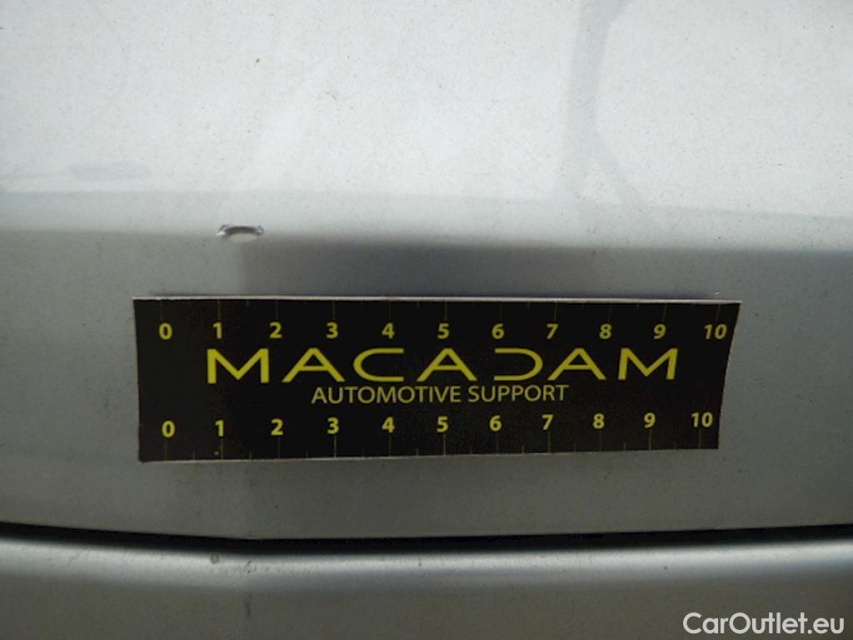 0 1 2 3 4 5 6 7 8 9 10
MACADAM
AUTOMOTIVE SUPPORT
0 1 2 3 4 5 6 7 8 9 10
CarOutlet.eu